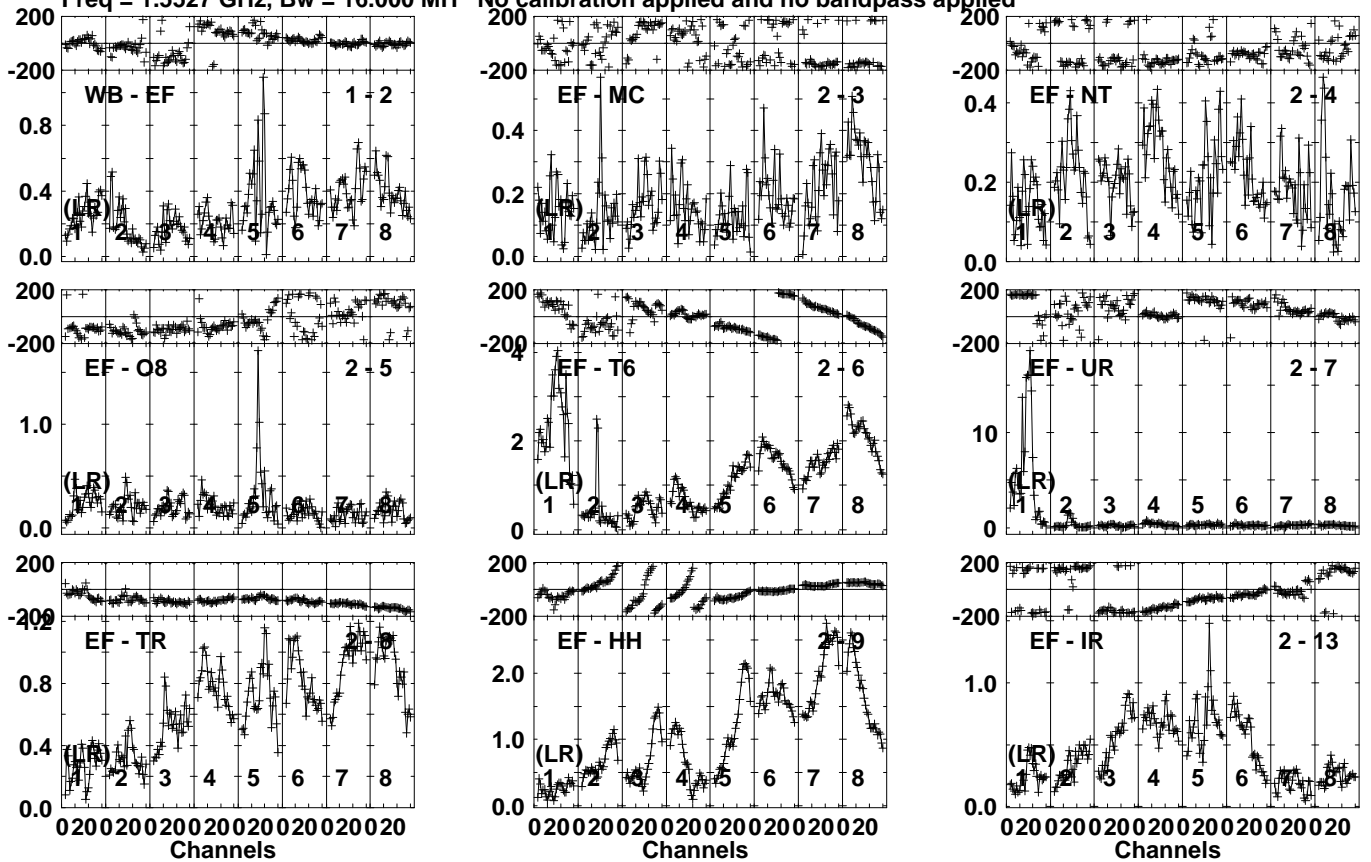 Freq = 1.5527 GHz, Bw = 16.000 MH No calibration applied and no bandpass applied
200
-200
WB - EF 1 - 2
0.8
0.4
0.0
(LR)
1 2 3 4 5 6 7 8
EF - MC 2 - 3
0.4
0.2
0.0
(LR)
1 2 3 4 5 6 7 8
200
-200
EF - NT 2 - 4
0.4
0.2
0.0
(LR)
1 2 3 4 5 6 7 8
200
-200
200
-200
EF - O8 2 - 5
1.0
0.0
(LR)
1 2 3 4 5 6 7 8
200
-200
EF - T6 2 - 6
4
2
0
(LR)
1 2 3 4 5 6 7 8
200
-200
EF - UR 2 - 7
10
0
(LR)
1 2 3 4 5 6 7 8
200
-200
EF - TR 2 - 8
1.2
0.8
0.4
0.0
(LR)
1 2 3 4 5 6 7 8
020020020020020020020020
Channels
200
-200
EF - HH 2 - 9
2.0
1.0
0.0
(LR)
1 2 3 4 5 6 7 8
020020020020020020020020
Channels
200
-200
EF - IR 2 - 13
1.0
0.0
(LR)
1 2 3 4 5 6 7 8
020020020020020020020020
Channels